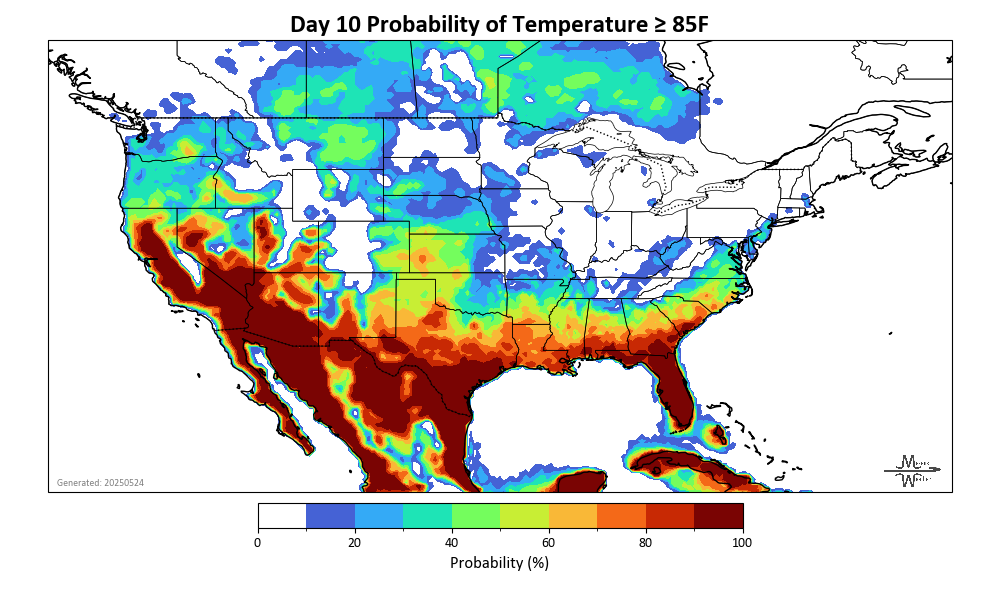 Day 10 Probability of Temperature ≥ 85F
Generated: 20250524
0 20 40 60 80 100
Probability (%)